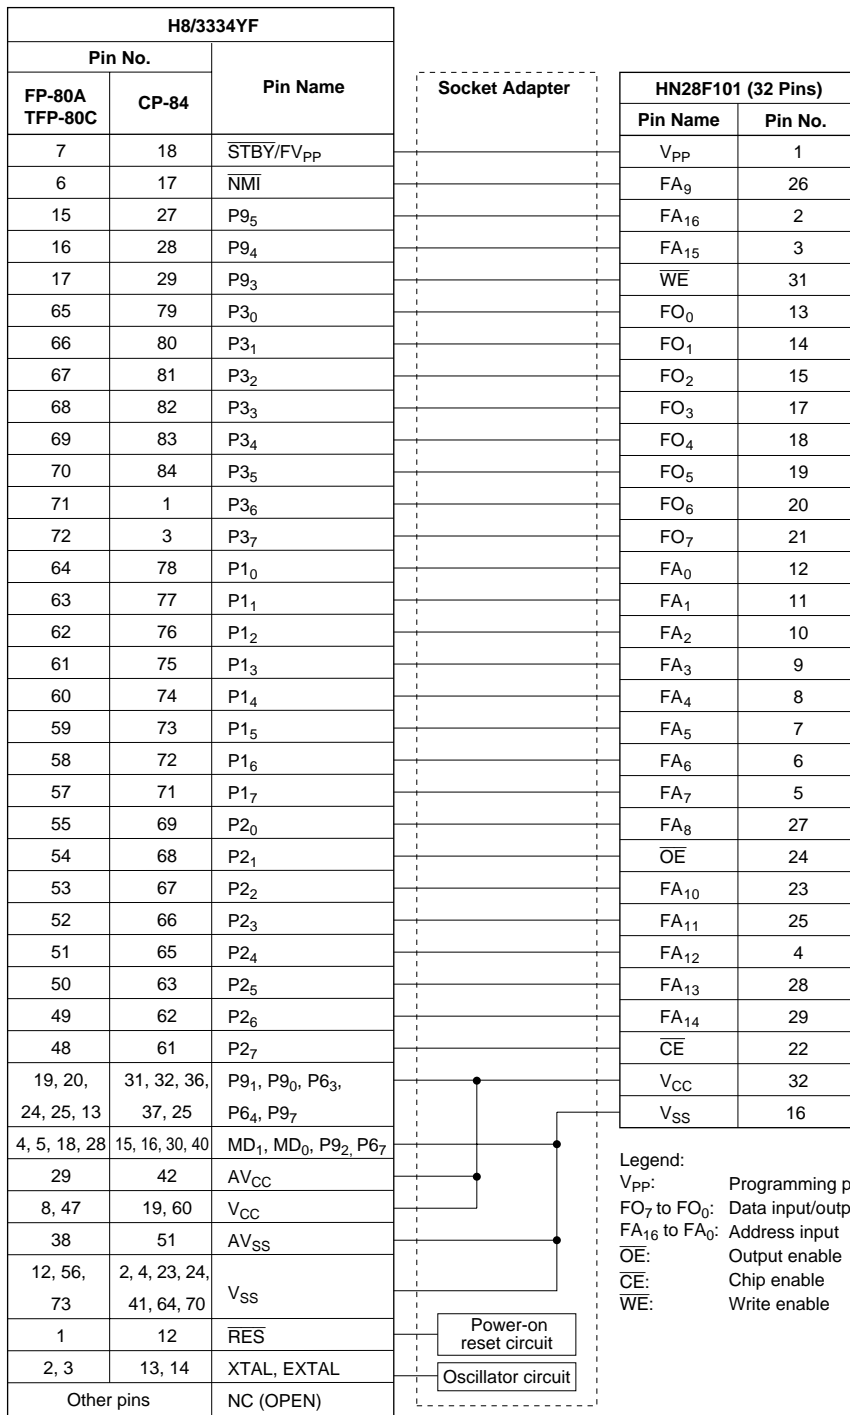 H8/3334YF
Pin No. Pin Name
FP-80A TFP-80C CP-84
Socket Adapter
HN28F101 (32 Pins)
Pin Name Pin No.
7 18 S̅T̅B̅Y̅/FVPP VPP 1
6 17 N̅M̅I̅ FA9 26
15 27 P95 FA16 2
16 28 P94 FA15 3
17 29 P93 W̅E̅ 31
65 79 P30 FO0 13
66 80 P31 FO1 14
67 81 P32 FO2 15
68 82 P33 FO3 17
69 83 P34 FO4 18
70 84 P35 FO5 19
71 1 P36 FO6 20
72 3 P37 FO7 21
64 78 P10 FA0 12
63 77 P11 FA1 11
62 76 P12 FA2 10
61 75 P13 FA3 9
60 74 P14 FA4 8
59 73 P15 FA5 7
58 72 P16 FA6 6
57 71 P17 FA7 5
55 69 P20 FA8 27
54 68 P21 O̅E̅ 24
53 67 P22 FA10 23
52 66 P23 FA11 25
51 65 P24 FA12 4
50 63 P25 FA13 28
49 62 P26 FA14 29
48 61 P27 C̅E̅ 22
19, 20, 31, 32, 36, P91, P90, P63, VCC 32
24, 25, 13 37, 25 P64, P97 VSS 16
4, 5, 18, 28 15, 16, 30, 40 MD1, MD0, P92, P67
29 42 AVCC
8, 47 19, 60 VCC
38 51 AVSS
12, 56, 2, 4, 23, 24,
73 41, 64, 70 VSS
1 12 R̅E̅S̅ Power-on reset circuit
2, 3 13, 14 XTAL, EXTAL Oscillator circuit
Other pins NC (OPEN)
Legend:
VPP: Programming p
FO7 to FO0: Data input/outp
FA16 to FA0: Address input
O̅E̅: Output enable
C̅E̅: Chip enable
W̅E̅: Write enable